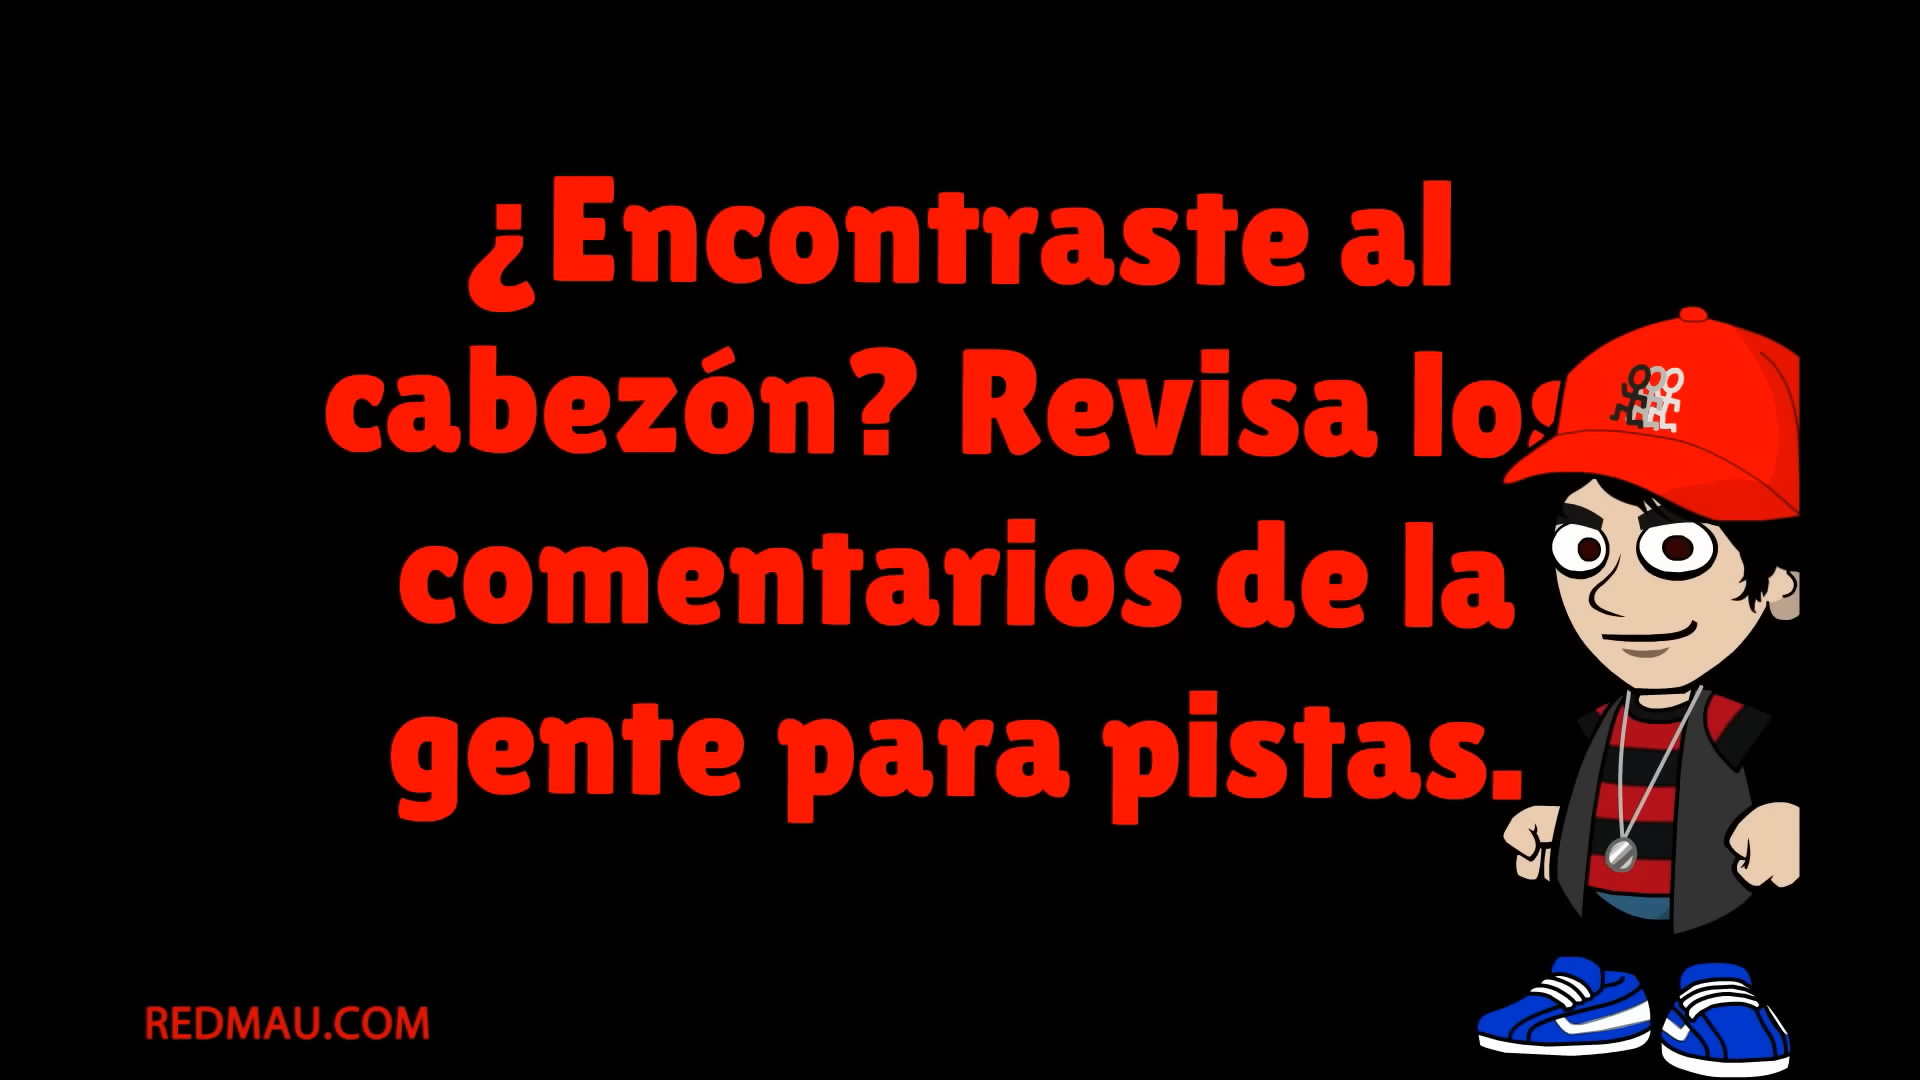 ¿Encontraste al
cabezón? Revisa los
comentarios de la
gente para pistas.
REDMAU.COM